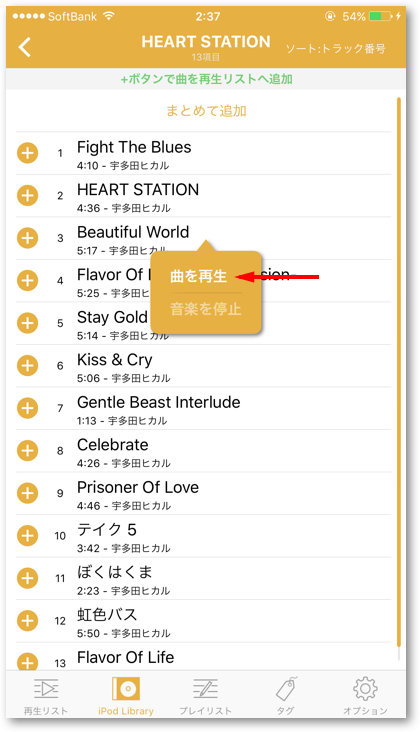 SoftBank 2:37 54%
HEART STATION
13項目
ソート:トラック番号
+ボタンで曲を再生リストへ追加
まとめて追加
1 Fight The Blues
4:10 - 宇多田ヒカル
2 HEART STATION
4:36 - 宇多田ヒカル
3 Beautiful World
5:17 - 宇多田ヒカル
曲を再生
音楽を停止
4 Flavor Of
5:25 - 宇多田ヒカル
5 Stay Gold
5:14 - 宇多田ヒカル
6 Kiss & Cry
5:06 - 宇多田ヒカル
7 Gentle Beast Interlude
1:13 - 宇多田ヒカル
8 Celebrate
4:26 - 宇多田ヒカル
9 Prisoner Of Love
4:46 - 宇多田ヒカル
10 テイク 5
3:42 - 宇多田ヒカル
11 ぼくはくま
2:23 - 宇多田ヒカル
12 虹色バス
5:50 - 宇多田ヒカル
13 Flavor Of Life
再生リスト iPod Library プレイリスト タグ オプション